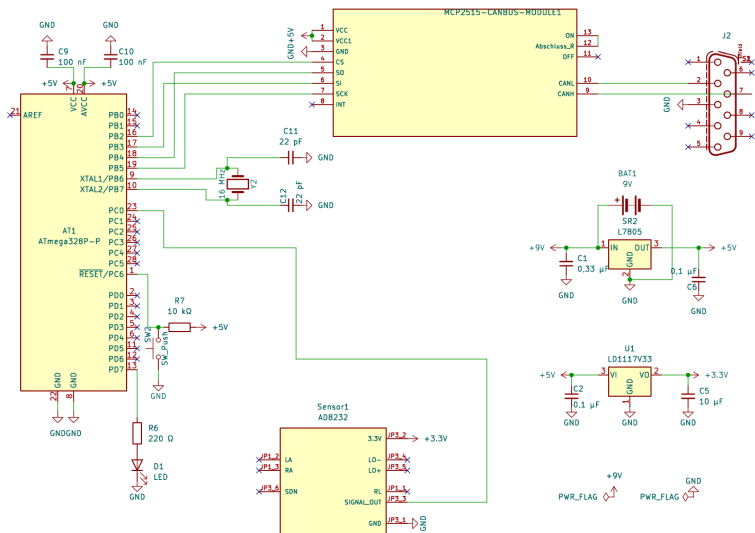 MCP2515-CANBUS-MODULE1
GND
GND
C9
100 nF
C10
100 nF
+5V
+5V
7
20
VCC
AVCC
21
AREF
PB0
14
PB1
15
PB2
16
PB3
17
PB4
18
PB5
19
XTAL1/PB6
9
XTAL2/PB7
10
PC0
23
PC1
24
PC2
25
PC3
26
PC4
27
PC5
28
RESET/PC6
1
PD0
2
PD1
3
PD2
4
PD3
5
PD4
6
PD5
11
PD6
12
PD7
13
AT1
ATmega328P-P
GND
GND
22
8
GND
GND
GND
+5V
1
VCC
2
VCC1
3
GND
4
CS
5
SO
6
SI
7
SCK
8
INT
ON
13
Abschluss_R
12
OFF
11
CANL
10
CANH
9
J2
1
6
2
7
3
8
4
9
5
GND
C11
22 pF
GND
16 MHz
Y2
C12
22 pF
GND
R7
10 kΩ
+5V
SW2
SW_Push
GND
R6
220 Ω
D1
LED
GND
BAT1
9V
SR2
L7805
+9V
1
IN
OUT
3
+5V
GND
2
C1
0,33 µF
GND
GND
0,1 µF
C6
GND
U1
LD1117V33
+5V
3
VI
VO
2
+3.3V
GND
1
C2
0,1 µF
GND
GND
C5
10 µF
GND
Sensor1
AD8232
3.3V
JP3_2
+3.3V
JP1_2
LA
JP1_3
RA
JP3_6
SDN
LO-
JP3_4
LO+
JP3_5
RL
JP1_1
SIGNAL_OUT
JP3_3
GND
JP3_1
GND
+9V
PWR_FLAG
GND
PWR_FLAG